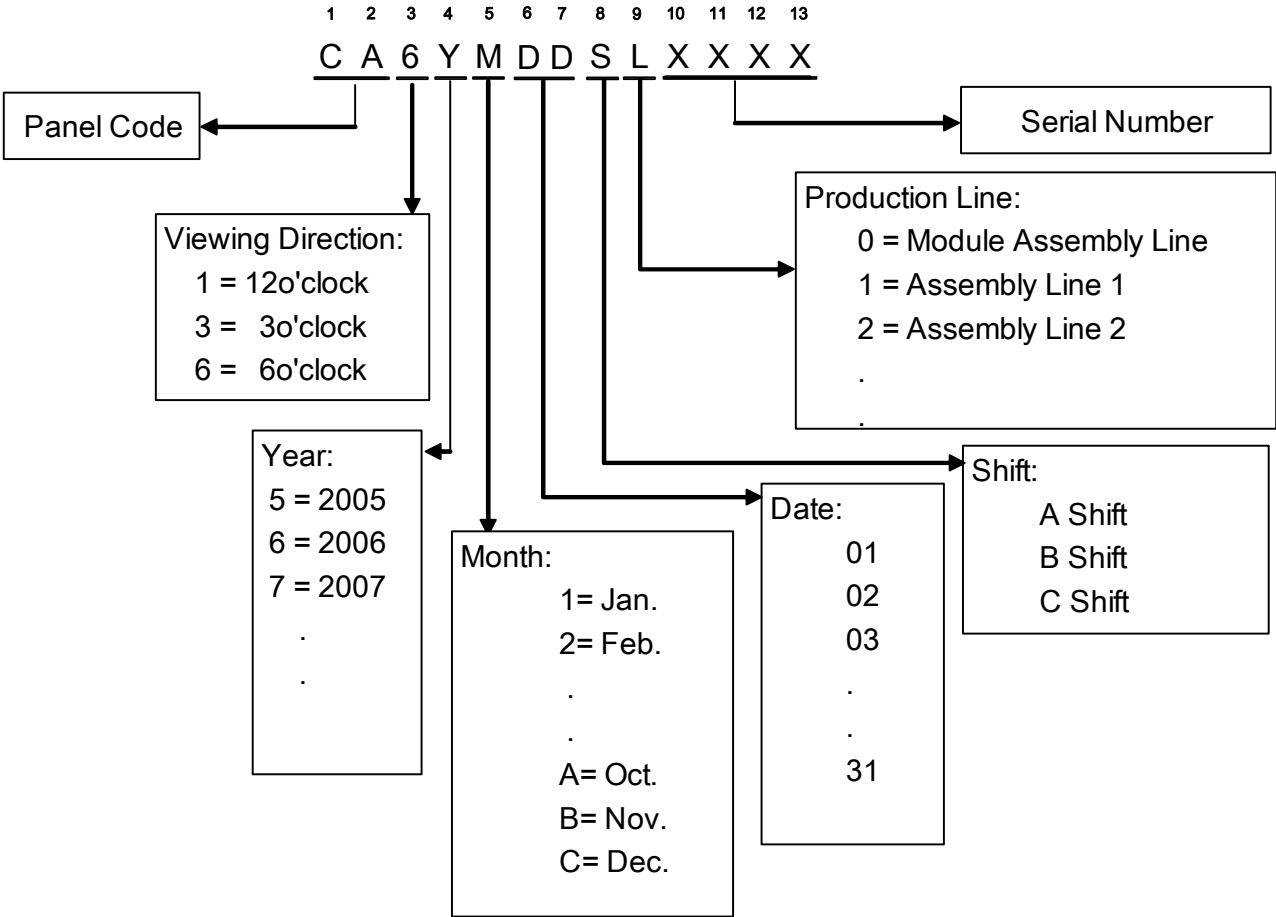 1 2 3 4 5 6 7 8 9 10 11 12 13
C A 6 Y M D D S L X X X X
Panel Code
Serial Number
Viewing Direction:
1 = 12o'clock
3 = 3o'clock
6 = 6o'clock
Production Line:
0 = Module Assembly Line
1 = Assembly Line 1
2 = Assembly Line 2
.
.
Year:
5 = 2005
6 = 2006
7 = 2007
.
.
Month:
1= Jan.
2= Feb.
.
.
A= Oct.
B= Nov.
C= Dec.
Date:
01
02
03
.
.
31
Shift:
A Shift
B Shift
C Shift